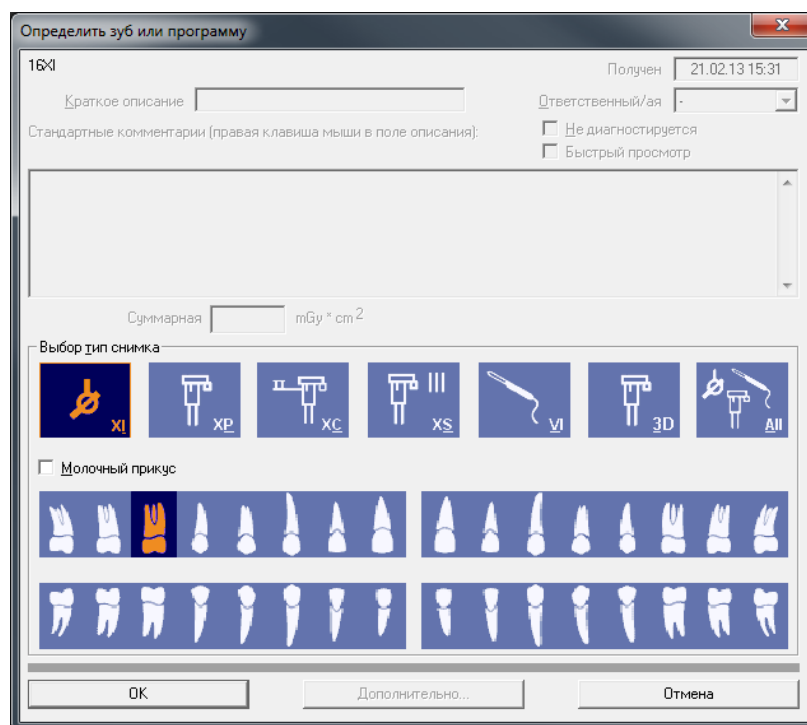 Определить зуб или программу
16XI
Получен 21.02.13 15:31
Краткое описание
Ответственный/ая -
Стандартные комментарии (правая клавиша мыши в поле описания):
Не диагностируется
Быстрый просмотр
Суммарная mGy * cm 2
Выбор тип снимка
XI XP XC XS VI 3D All
Молочный прикус
OK Дополнительно... Отмена